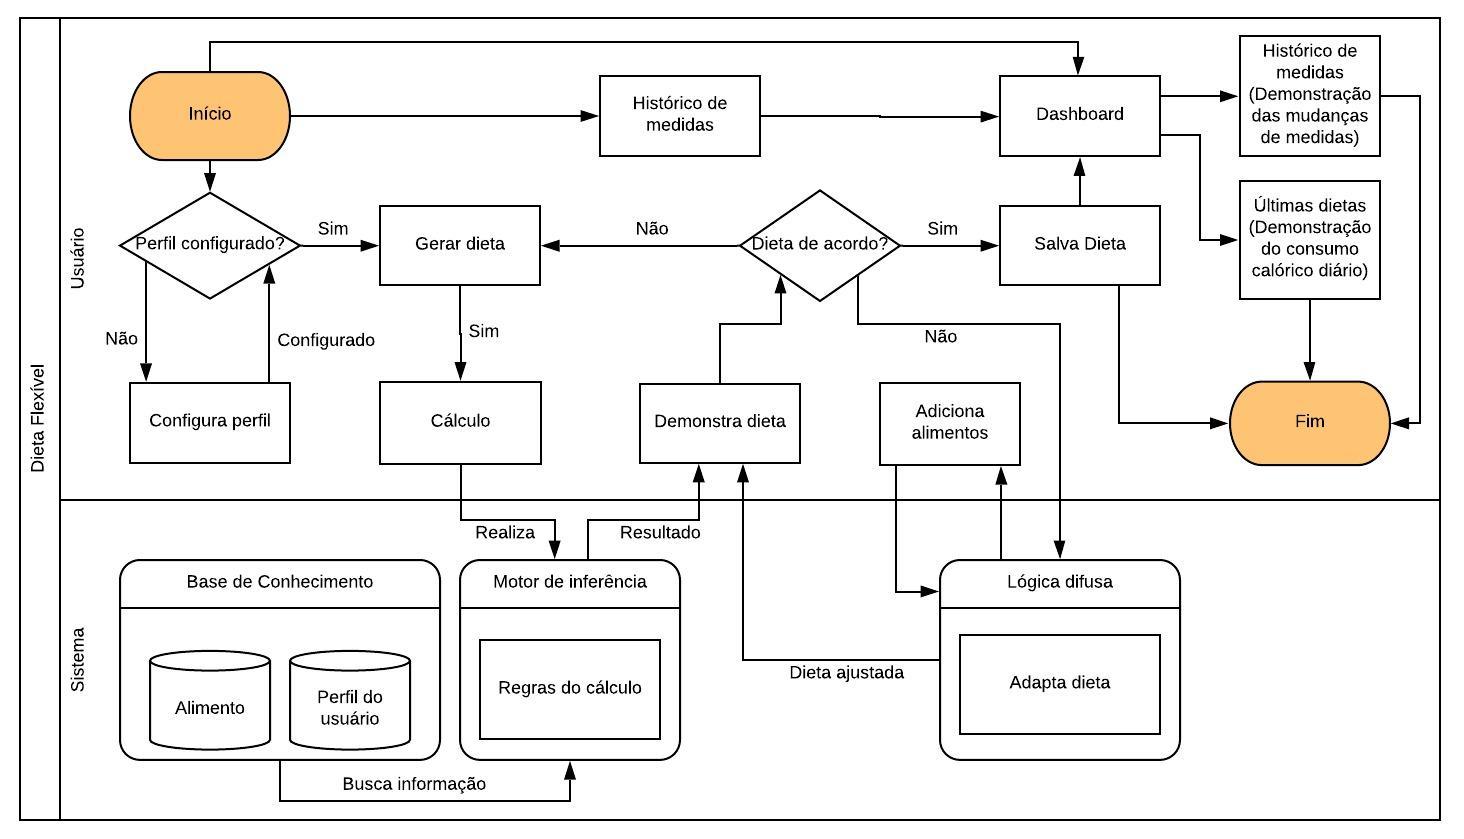 Dieta Flexível
Usuário
Início
Histórico de
medidas
Dashboard
Histórico de
medidas
(Demonstração
das mudanças
de medidas)
Perfil configurado?
Sim
Gerar dieta
Não
Dieta de acordo?
Sim
Salva Dieta
Últimas dietas
(Demonstração
do consumo
calórico diário)
Não
Configurado
Sim
Não
Configura perfil
Cálculo
Demonstra dieta
Adiciona
alimentos
Fim
Sistema
Realiza
Resultado
Base de Conhecimento
Motor de inferência
Lógica difusa
Alimento
Perfil do
usuário
Regras do cálculo
Dieta ajustada
Adapta dieta
Busca informação